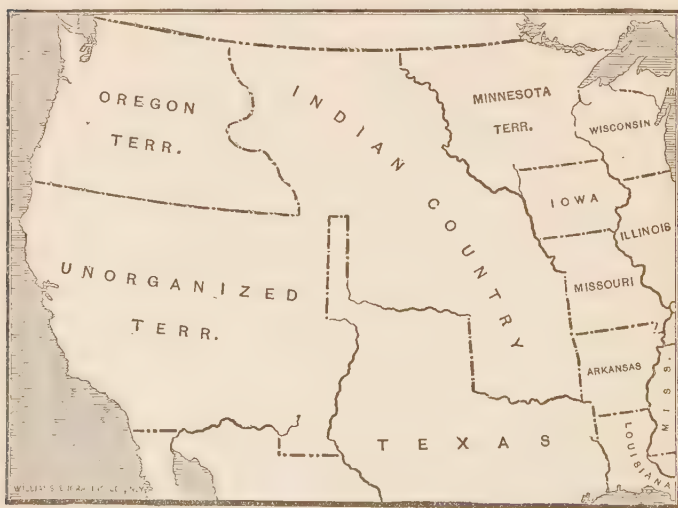 OREGON
TERR.
INDIAN COUNTRY
MINNESOTA
TERR.
WISCONSIN
IOWA
ILLINOIS
UNORGANIZED
TERR.
MISSOURI
ARKANSAS
MISS.
TEXAS
LOUISIANA